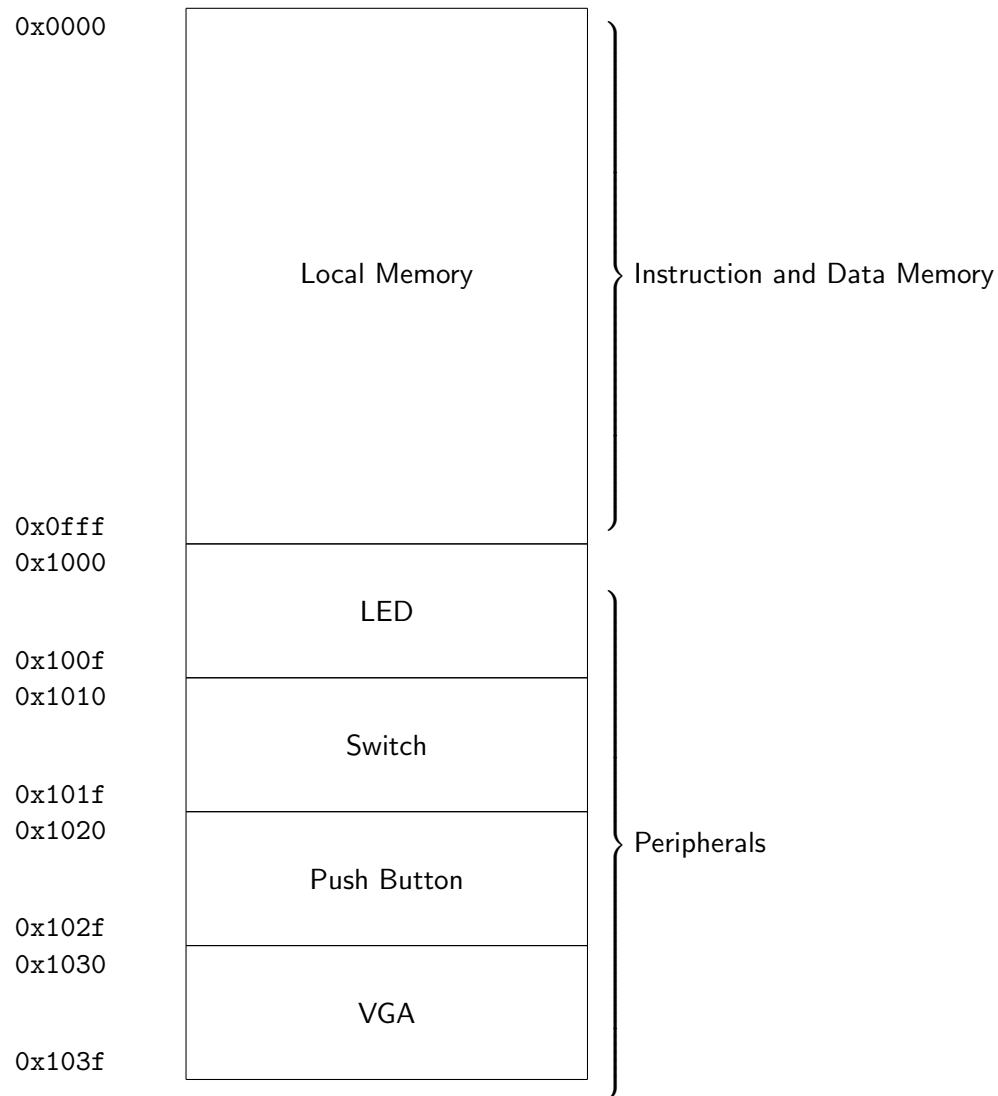 0x0000
Local Memory
Instruction and Data Memory
0x0fff
0x1000
LED
0x100f
0x1010
Switch
0x101f
0x1020
Peripherals
Push Button
0x102f
0x1030
VGA
0x103f